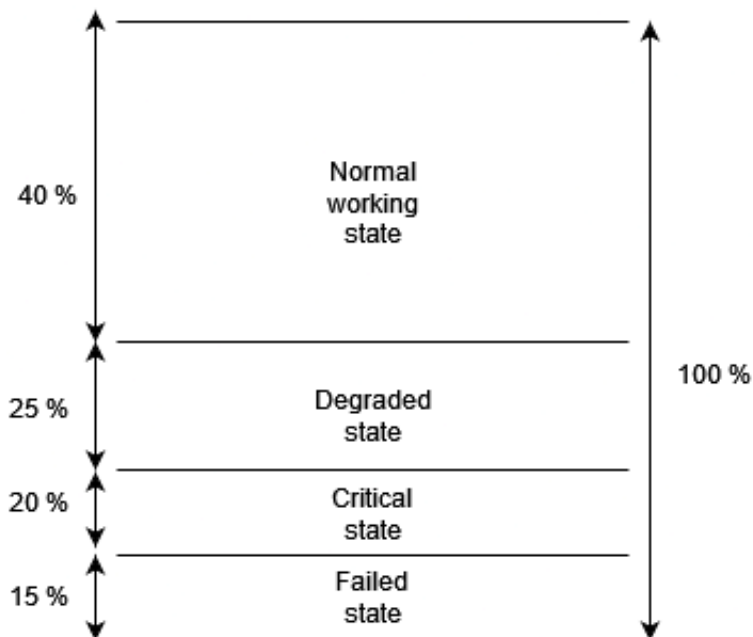 40 %
Normal
working
state
100 %
25 %
Degraded
state
20 %
Critical
state
15 %
Failed
state